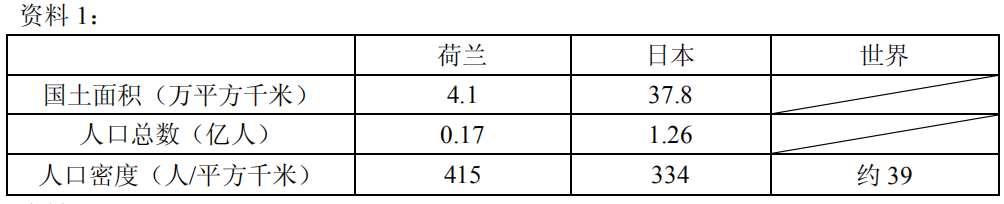 资料 1：
荷兰 日本 世界
国土面积（万平方千米） 4.1 37.8
人口总数（亿人） 0.17 1.26
人口密度（人/平方千米） 415 334 约 39